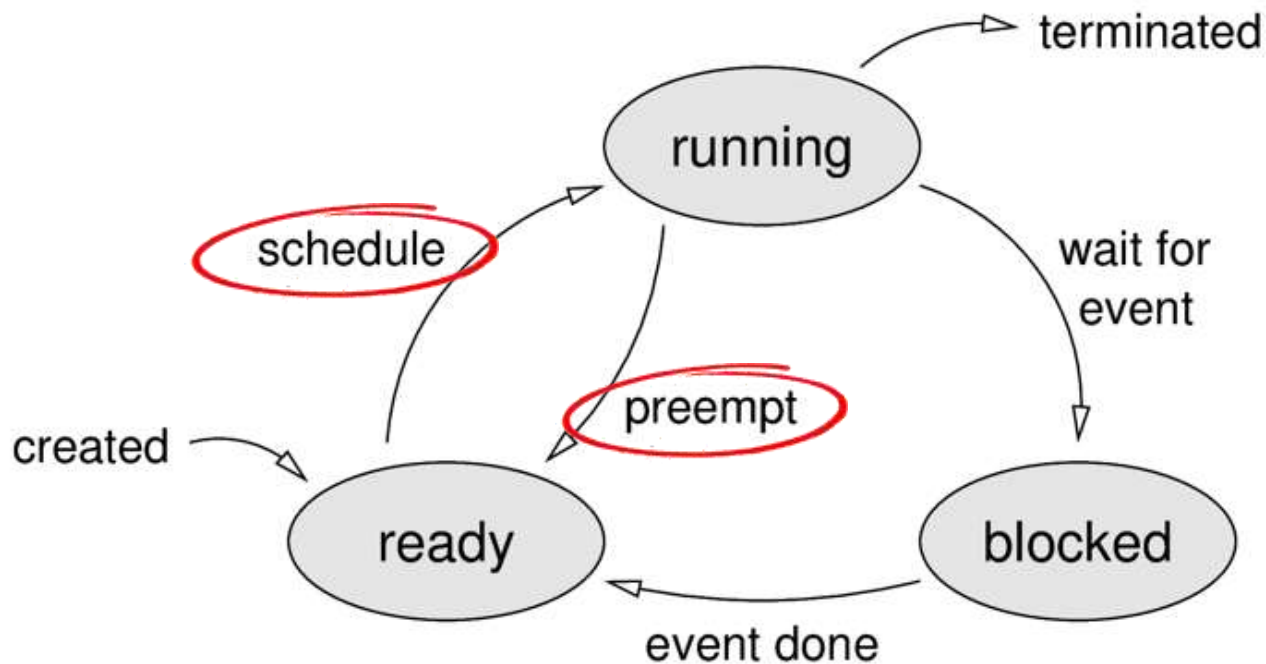 terminated
running
schedule
wait for
event
preempt
created
ready
blocked
event done